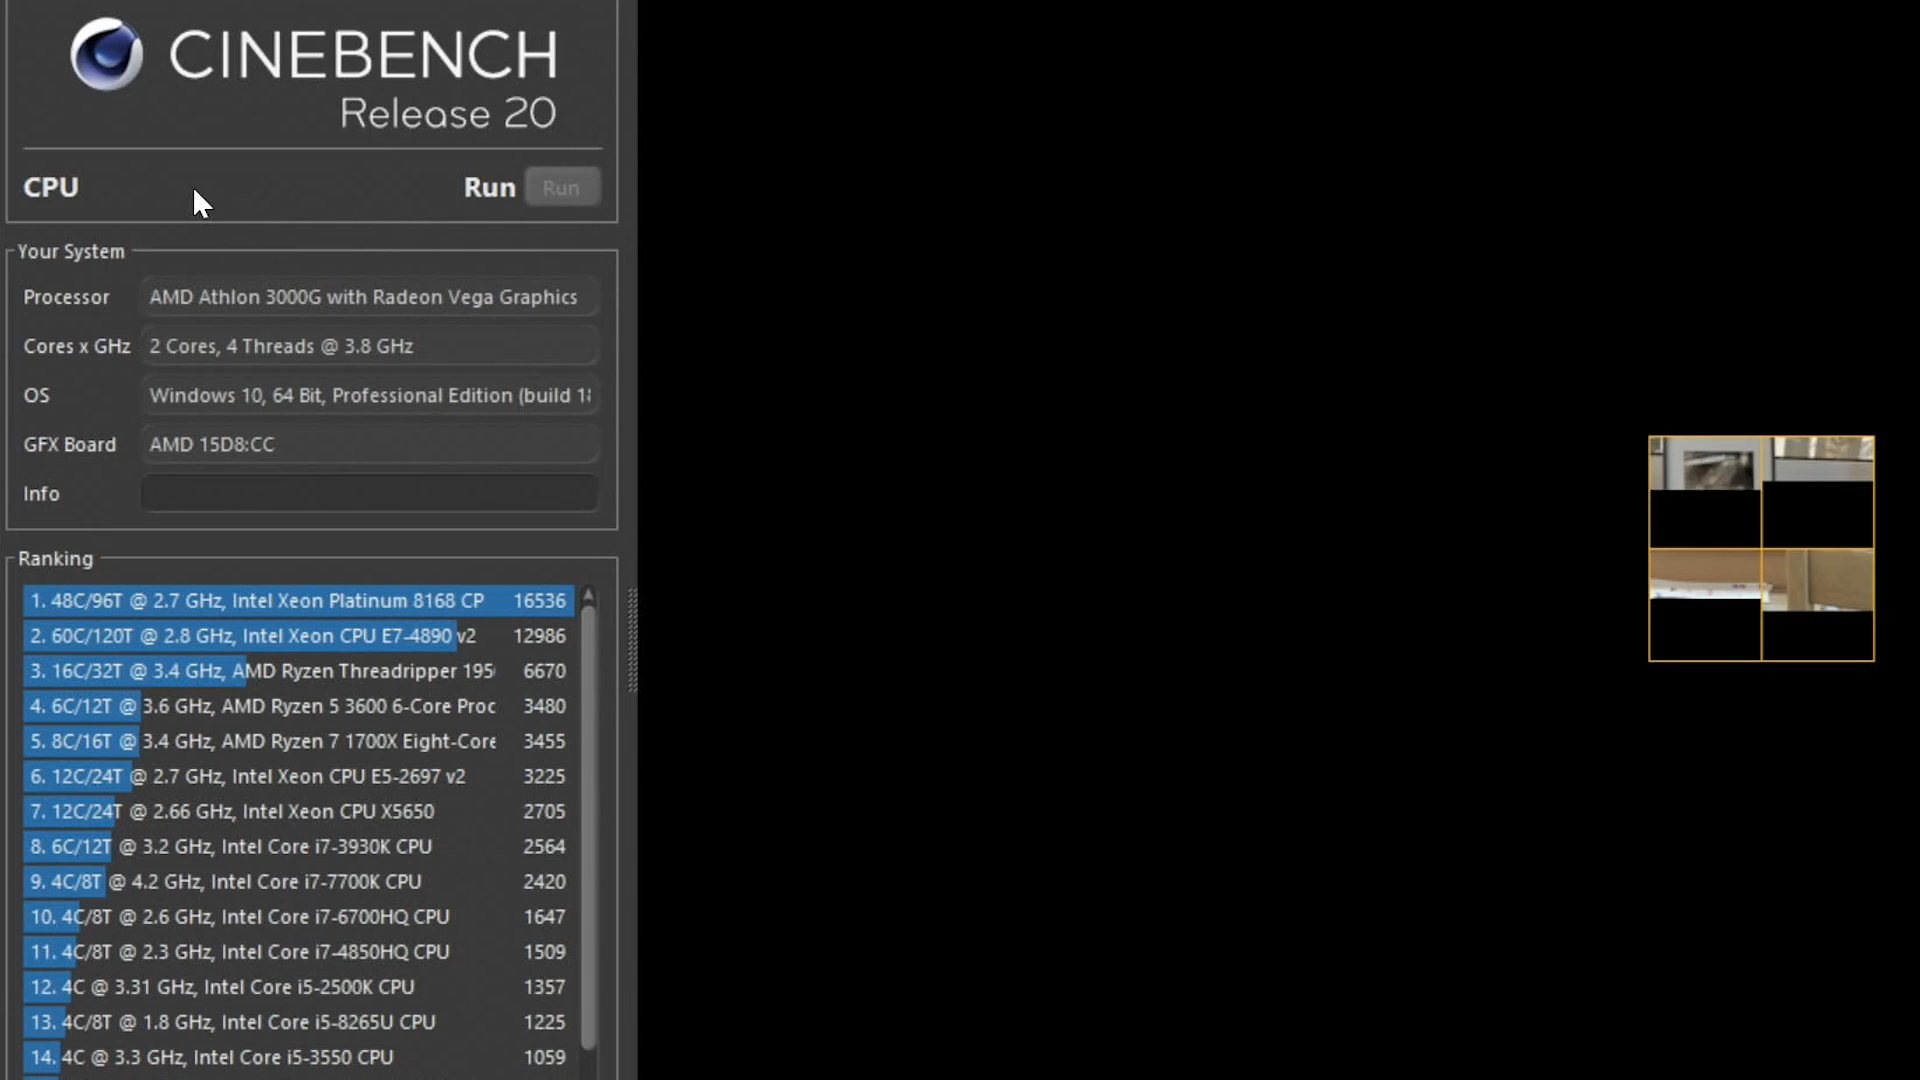 CINEBENCH
Release 20
CPU Run Run
Your System
Processor AMD Athlon 3000G with Radeon Vega Graphics
Cores x GHz 2 Cores, 4 Threads @ 3.8 GHz
OS Windows 10, 64 Bit, Professional Edition (build 1
GFX Board AMD 15D8:CC
Info
Ranking
1. 48C/96T @ 2.7 GHz, Intel Xeon Platinum 8168 CP 16536
2. 60C/120T @ 2.8 GHz, Intel Xeon CPU E7-4890 v2 12986
3. 16C/32T @ 3.4 GHz, AMD Ryzen Threadripper 195 6670
4. 6C/12T @ 3.6 GHz, AMD Ryzen 5 3600 6-Core Proc 3480
5. 8C/16T @ 3.4 GHz, AMD Ryzen 7 1700X Eight-Core 3455
6. 12C/24T @ 2.7 GHz, Intel Xeon CPU E5-2697 v2 3225
7. 12C/24T @ 2.66 GHz, Intel Xeon CPU X5650 2705
8. 6C/12T @ 3.2 GHz, Intel Core i7-3930K CPU 2564
9. 4C/8T @ 4.2 GHz, Intel Core i7-7700K CPU 2420
10. 4C/8T @ 2.6 GHz, Intel Core i7-6700HQ CPU 1647
11. 4C/8T @ 2.3 GHz, Intel Core i7-4850HQ CPU 1509
12. 4C @ 3.31 GHz, Intel Core i5-2500K CPU 1357
13. 4C/8T @ 1.8 GHz, Intel Core i5-8265U CPU 1225
14. 4C @ 3.3 GHz, Intel Core i5-3550 CPU 1059